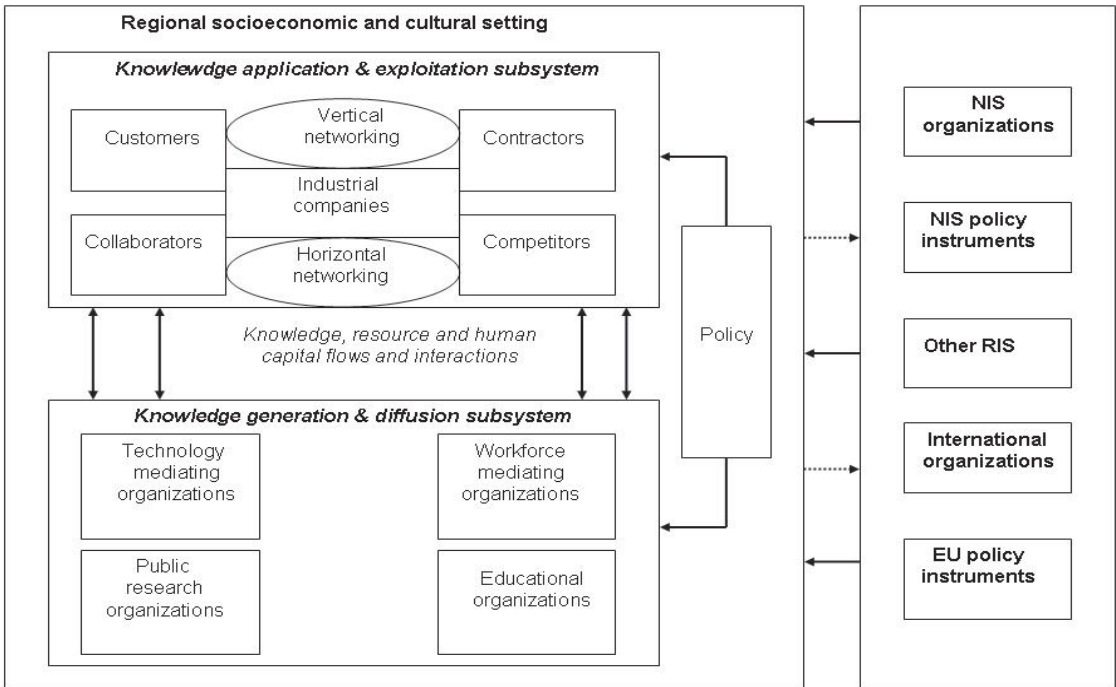 Regional socioeconomic and cultural setting
Knowlewdge application & exploitation subsystem
Customers
Vertical
networking
Contractors
Industrial
companies
Collaborators
Horizontal
networking
Competitors
Knowledge, resource and human
capital flows and interactions
Policy
Knowledge generation & diffusion subsystem
Technology
mediating
organizations
Workforce
mediating
organizations
Public
research
organizations
Educational
organizations
NIS
organizations
NIS policy
instruments
Other RIS
International
organizations
EU policy
instruments